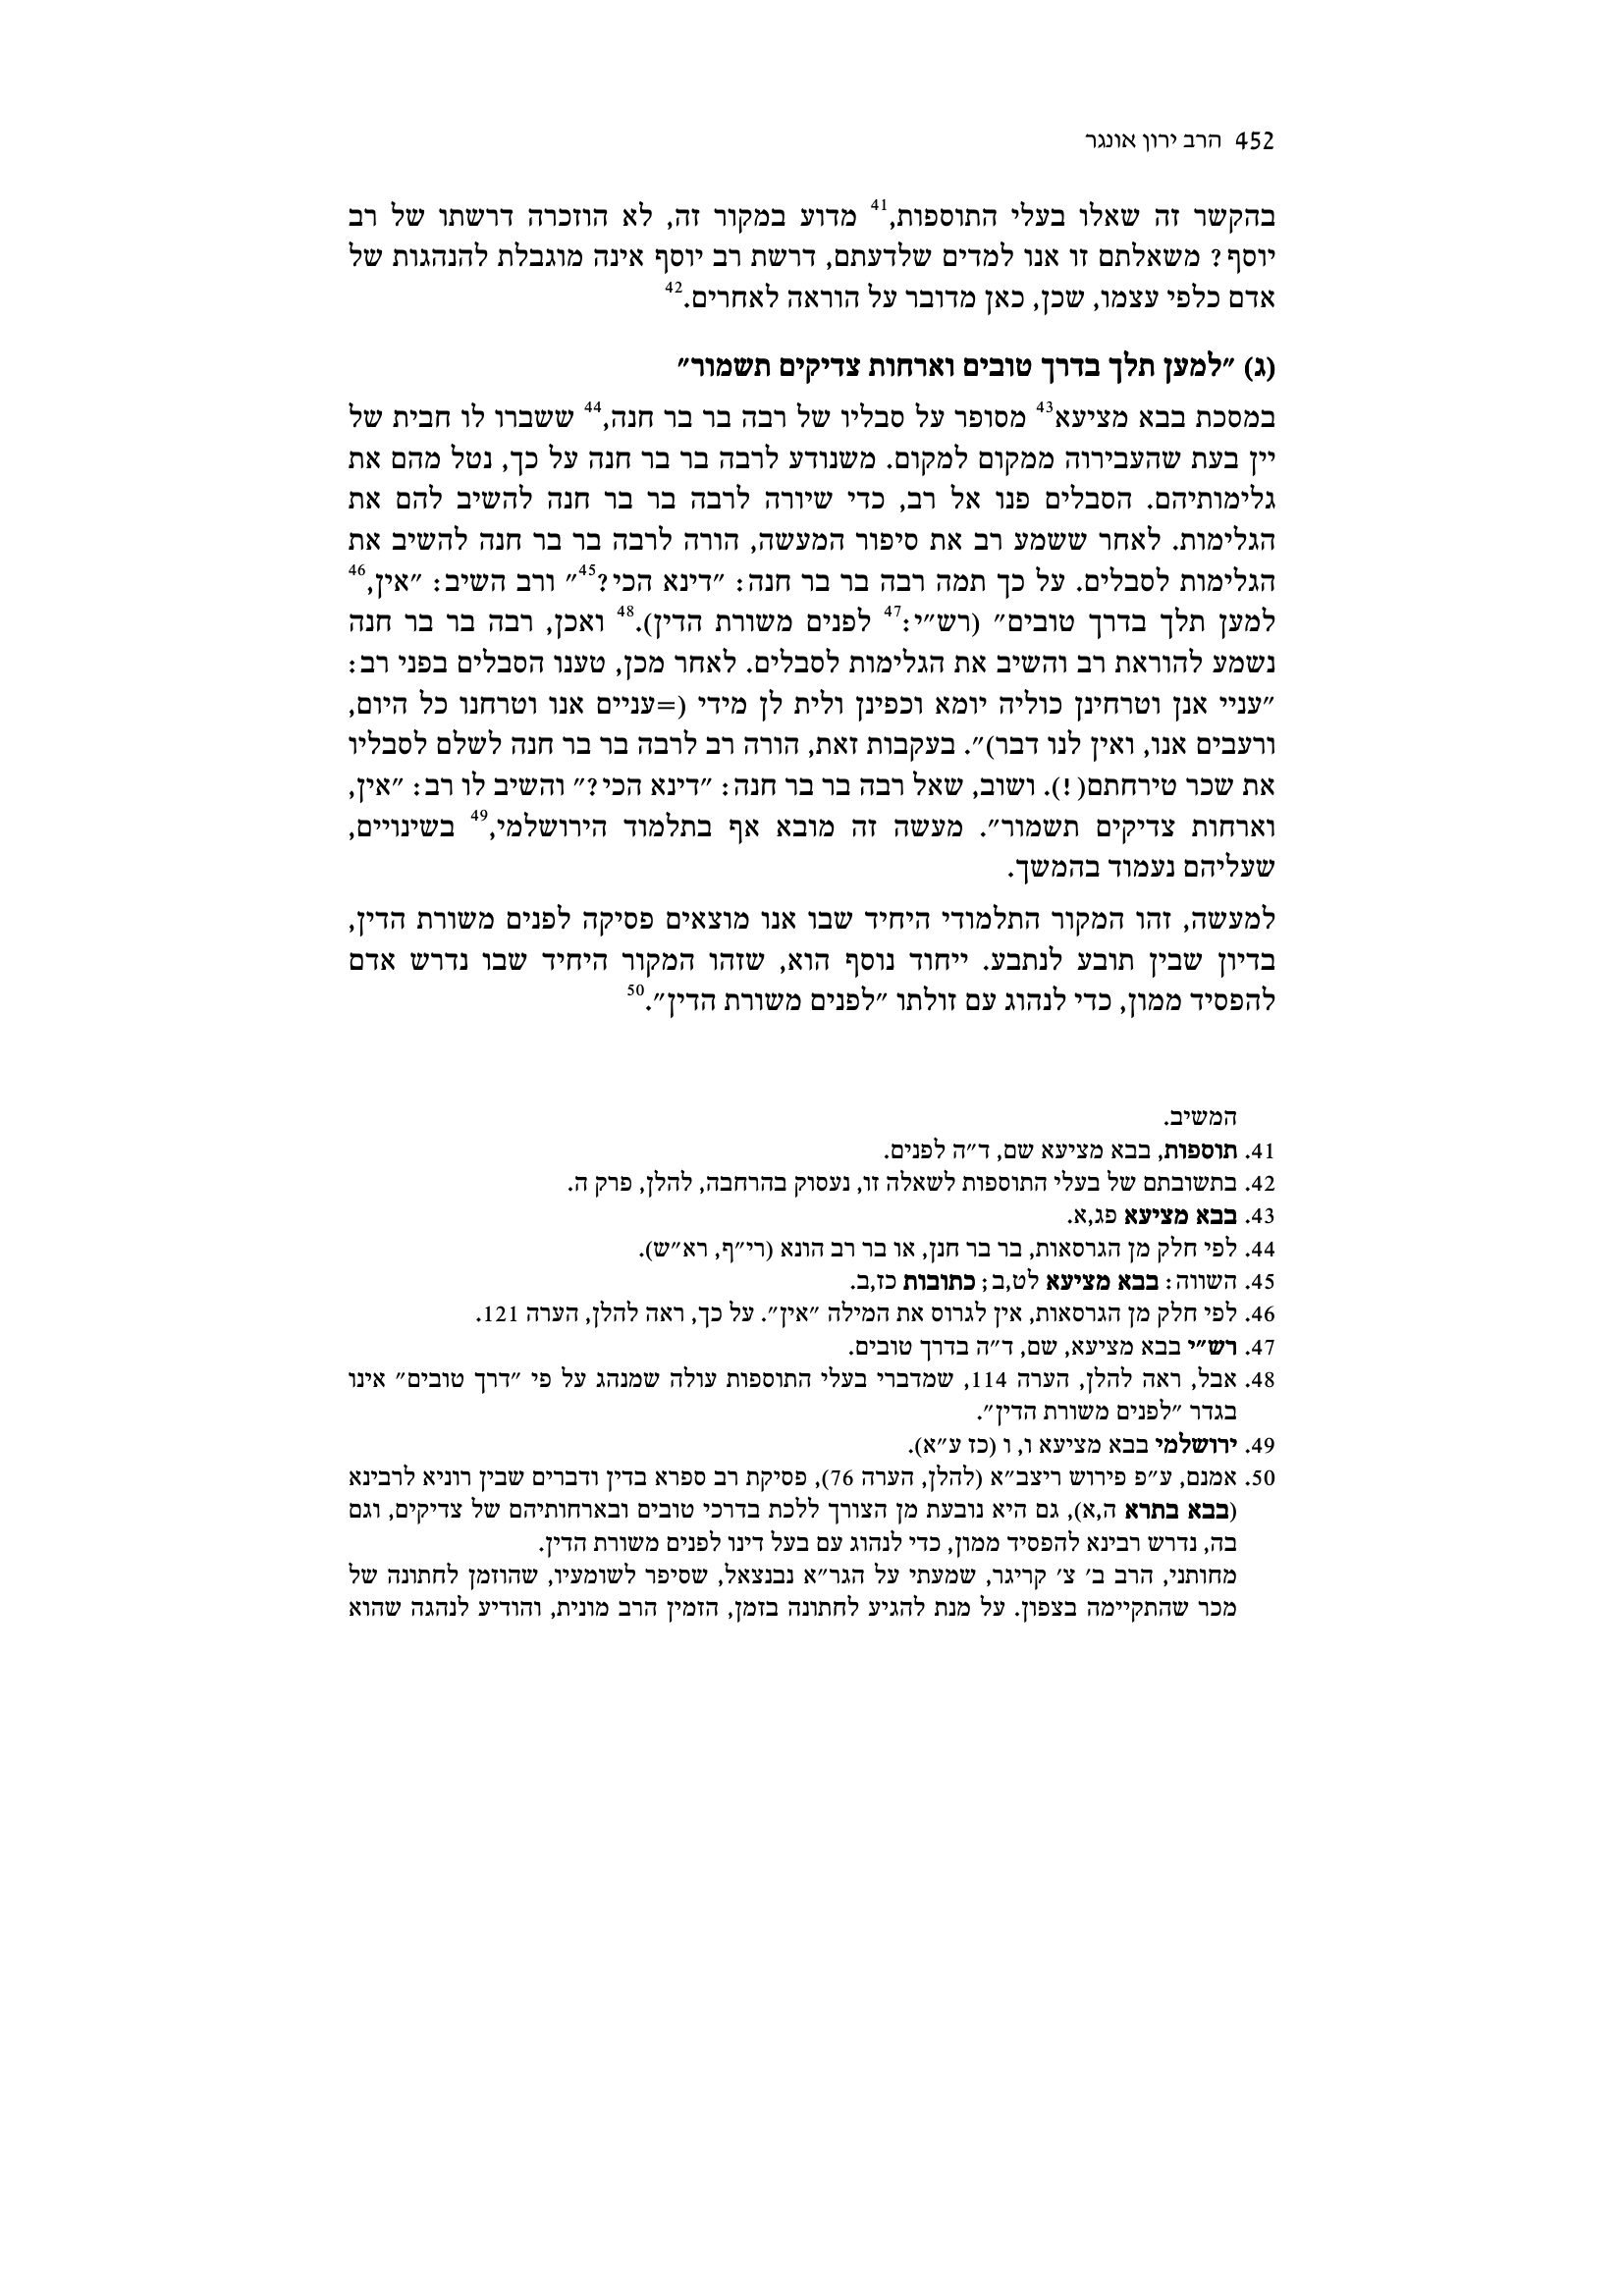 452 הרב ירון אונגר
בהקשר זה שאלו בעלי התוספות,41 מדוע במקור זה, לא הוזכרה דרשתו של רב
יוסף? משאלתם זו אנו למדים שלדעתם, דרשת רב יוסף אינה מוגבלת להנהגות של
אדם כלפי עצמו, שכן, כאן מדובר על הוראה לאחרים.42
(ג) ״למען תלך בדרך טובים וארחות צדיקים תשמור״
במסכת בבא מציעא43 מסופר על סבליו של רבה בר בר חנה,44 ששברו לו חבית של
יין בעת שהעבירוה ממקום למקום. משנודע לרבה בר בר חנה על כך, נטל מהם את
גלימותיהם. הסבלים פנו אל רב, כדי שיורה לרבה בר בר חנה להשיב להם את
הגלימות. לאחר ששמע רב את סיפור המעשה, הורה לרבה בר בר חנה להשיב את
הגלימות לסבלים. על כך תמה רבה בר בר חנה: ״דינא הכי?45״ ורב השיב: ״אין,46
למען תלך בדרך טובים״ (רש״י:47 לפנים משורת הדין).48 ואכן, רבה בר בר חנה
נשמע להוראת רב והשיב את הגלימות לסבלים. לאחר מכן, טענו הסבלים בפני רב:
״עניי אנן וטרחינן כוליה יומא וכפינן ולית לן מידי (=עניים אנו וטרחנו כל היום,
ורעבים אנו, ואין לנו דבר)״. בעקבות זאת, הורה רב לרבה בר בר חנה לשלם לסבליו
את שכר טירחתם(!). ושוב, שאל רבה בר בר חנה: ״דינא הכי?״ והשיב לו רב: ״אין,
וארחות צדיקים תשמור״. מעשה זה מובא אף בתלמוד הירושלמי,49 בשינויים,
שעליהם נעמוד בהמשך.
למעשה, זהו המקור התלמודי היחיד שבו אנו מוצאים פסיקה לפנים משורת הדין,
בדיון שבין תובע לנתבע. ייחוד נוסף הוא, שזהו המקור היחיד שבו נדרש אדם
להפסיד ממון, כדי לנהוג עם זולתו ״לפנים משורת הדין״.50
המשיב.
41. תוספות, בבא מציעא שם, ד״ה לפנים.
42. בתשובתם של בעלי התוספות לשאלה זו, נעסוק בהרחבה, להלן, פרק ה.
43. בבא מציעא פג,א.
44. לפי חלק מן הגרסאות, בר בר חנן, או בר רב הונא (רי״ף, רא״ש).
45. השווה: בבא מציעא לט,ב; כתובות כז,ב.
46. לפי חלק מן הגרסאות, אין לגרוס את המילה ״אין״. על כך, ראה להלן, הערה 121.
47. רש״י בבא מציעא, שם, ד״ה בדרך טובים.
48. אבל, ראה להלן, הערה 114, שמדברי בעלי התוספות עולה שמנהג על פי ״דרך טובים״ אינו
בגדר ״לפנים משורת הדין״.
49. ירושלמי בבא מציעא ו, ו (כז ע״א).
50. אמנם, ע״פ פירוש ריצב״א (להלן, הערה 76), פסיקת רב ספרא בדין ודברים שבין רוניא לרבינא
(בבא בתרא ה,א), גם היא נובעת מן הצורך ללכת בדרכי טובים ובארחותיהם של צדיקים, וגם
בה, נדרש רבינא להפסיד ממון, כדי לנהוג עם בעל דינו לפנים משורת הדין.
מחותני, הרב ב׳ צ׳ קריגר, שמעתי על הגר״א נבנצאל, שסיפר לשומעיו, שהוזמן לחתונה של
מכר שהתקיימה בצפון. על מנת להגיע לחתונה בזמן, הזמין הרב מונית, והודיע לנהגה שהוא